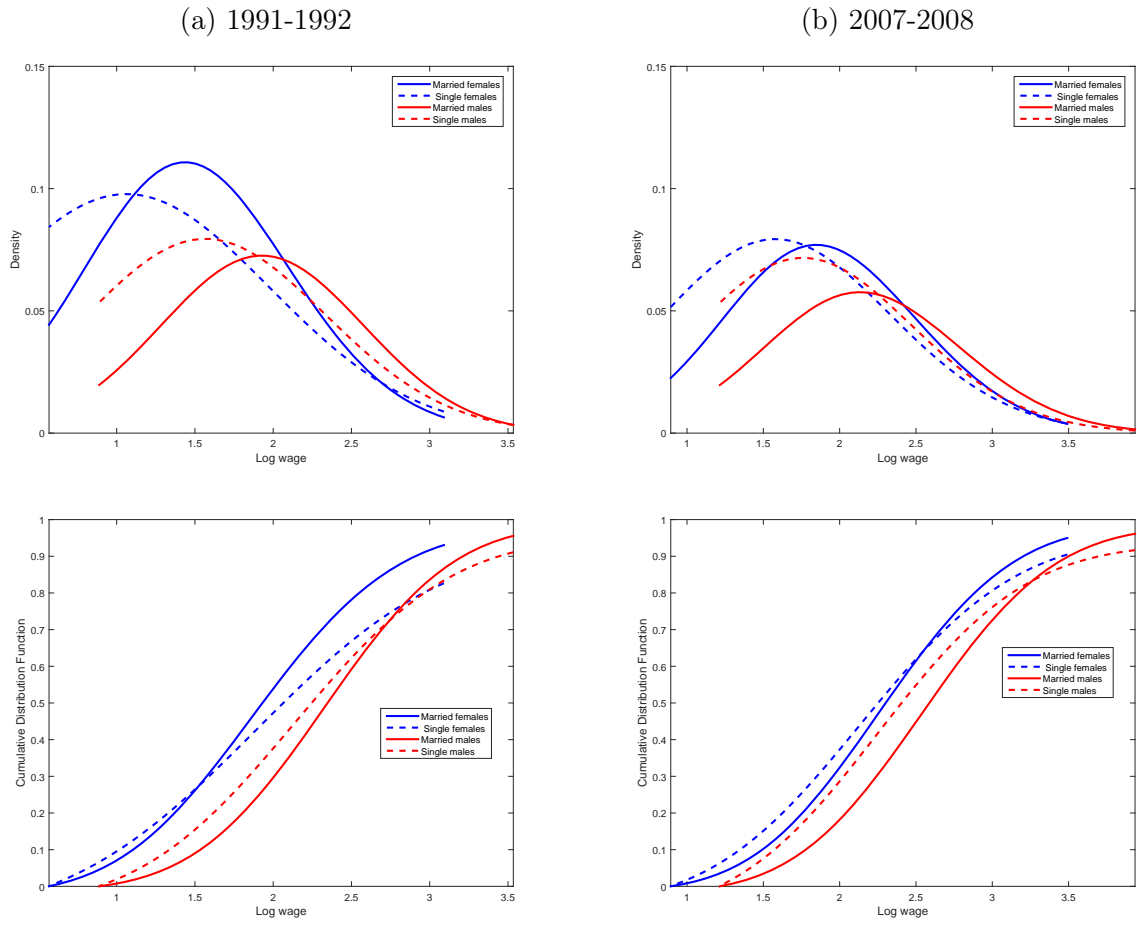 (a) 1991-1992
(b) 2007-2008
0.15
0.1
0.05
0
Density
Married females
Single females
Married males
Single males
1 1.5 2 2.5 3 3.5
Log wage
0.15
0.1
0.05
0
Density
Married females
Single females
Married males
Single males
1 1.5 2 2.5 3 3.5
Log wage
1
0.9
0.8
0.7
0.6
0.5
0.4
0.3
0.2
0.1
0
Cumulative Distribution Function
Married females
Single females
Married males
Single males
1 1.5 2 2.5 3 3.5
Log wage
1
0.9
0.8
0.7
0.6
0.5
0.4
0.3
0.2
0.1
0
Cumulative Distribution Function
Married females
Single females
Married males
Single males
1 1.5 2 2.5 3 3.5
Log wage